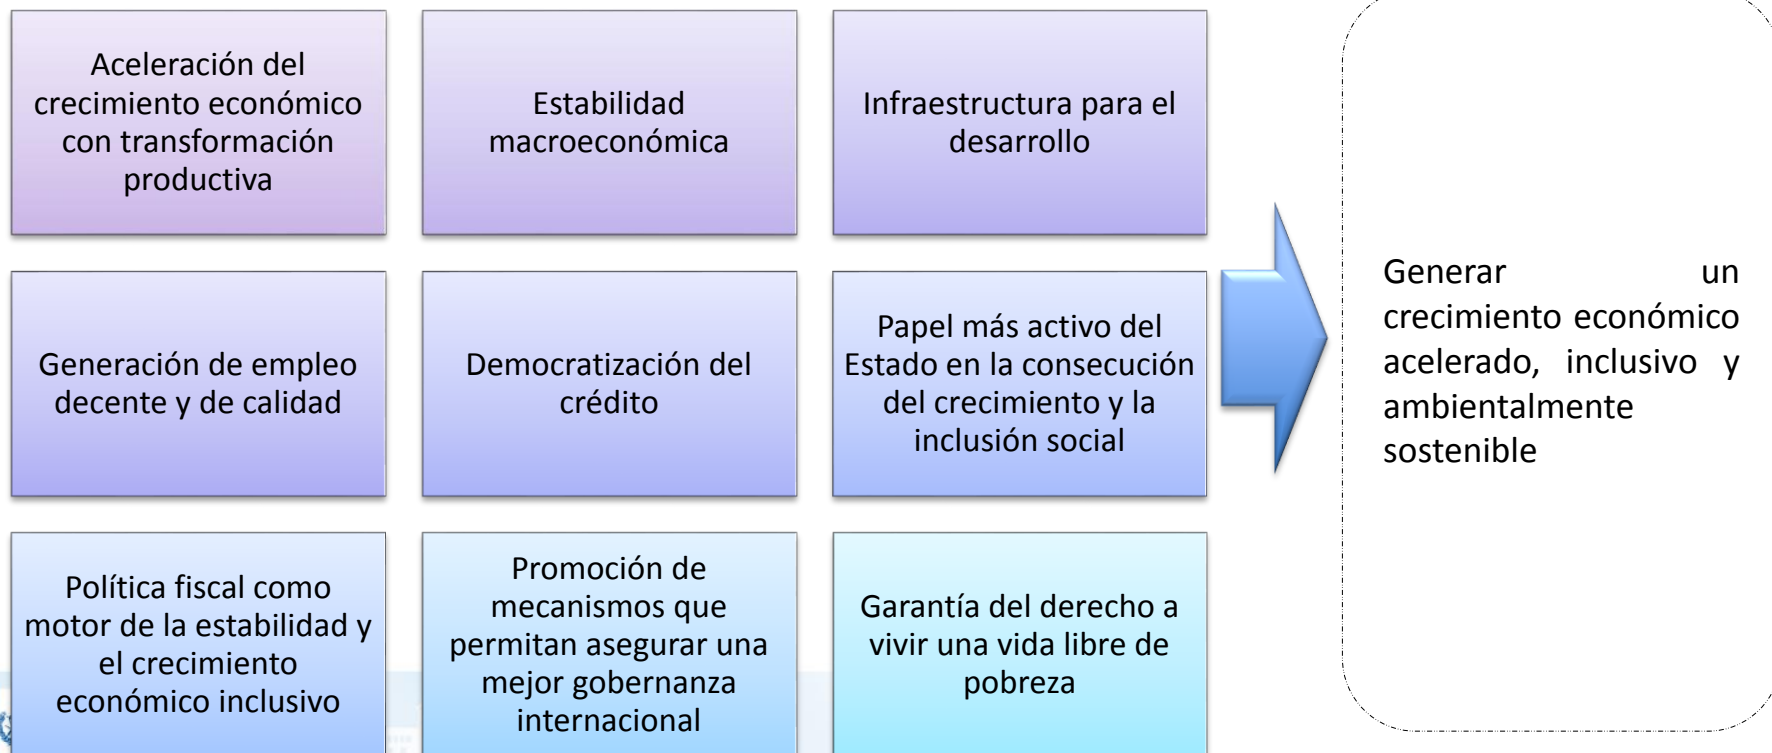 Aceleración del
crecimiento económico
con transformación
productiva
Estabilidad
macroeconómica
Infraestructura para el
desarrollo
Generación de empleo
decente y de calidad
Democratización del
crédito
Papel más activo del
Estado en la consecución
del crecimiento y la
inclusión social
Política fiscal como
motor de la estabilidad y
el crecimiento
económico inclusivo
Promoción de
mecanismos que
permitan asegurar una
mejor gobernanza
internacional
Garantía del derecho a
vivir una vida libre de
pobreza
Generar un
crecimiento económico
acelerado, inclusivo y
ambientalmente
sostenible